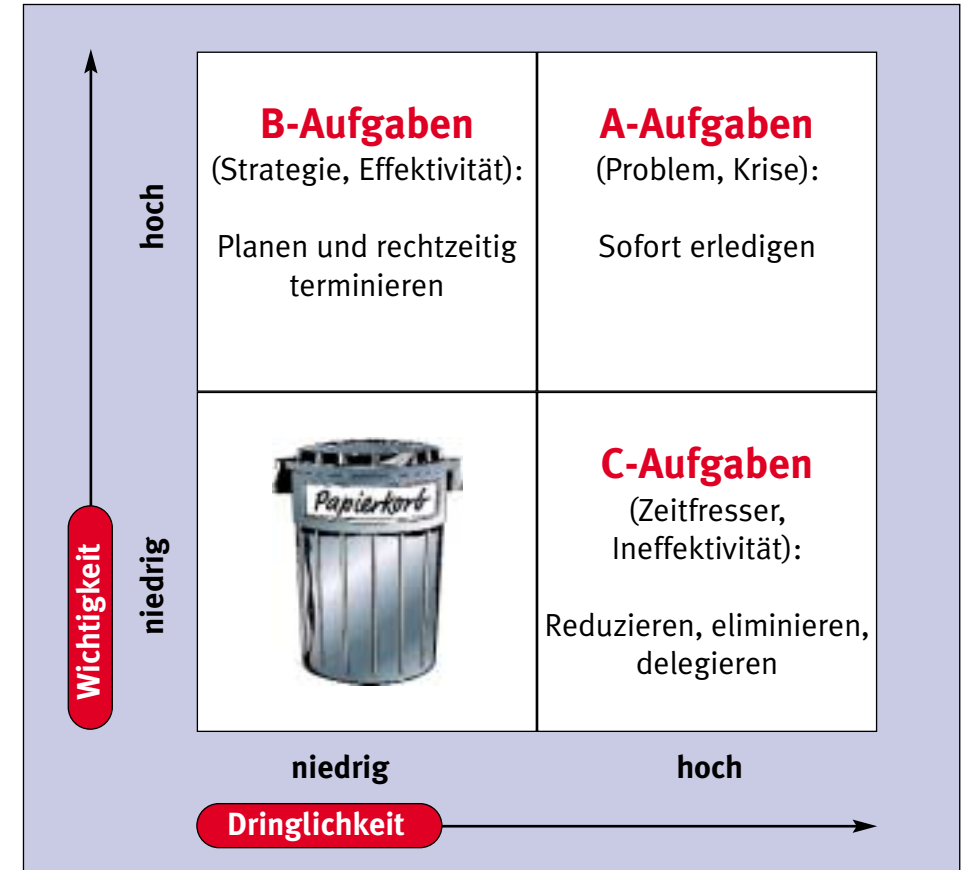 B-Aufgaben
(Strategie, Effektivität):
Planen und rechtzeitig
terminieren
A-Aufgaben
(Problem, Krise):
Sofort erledigen
hoch
Papierkorb
C-Aufgaben
(Zeitfresser,
Ineffektivität):
Reduzieren, eliminieren,
delegieren
niedrig
Wichtigkeit
niedrig
hoch
Dringlichkeit